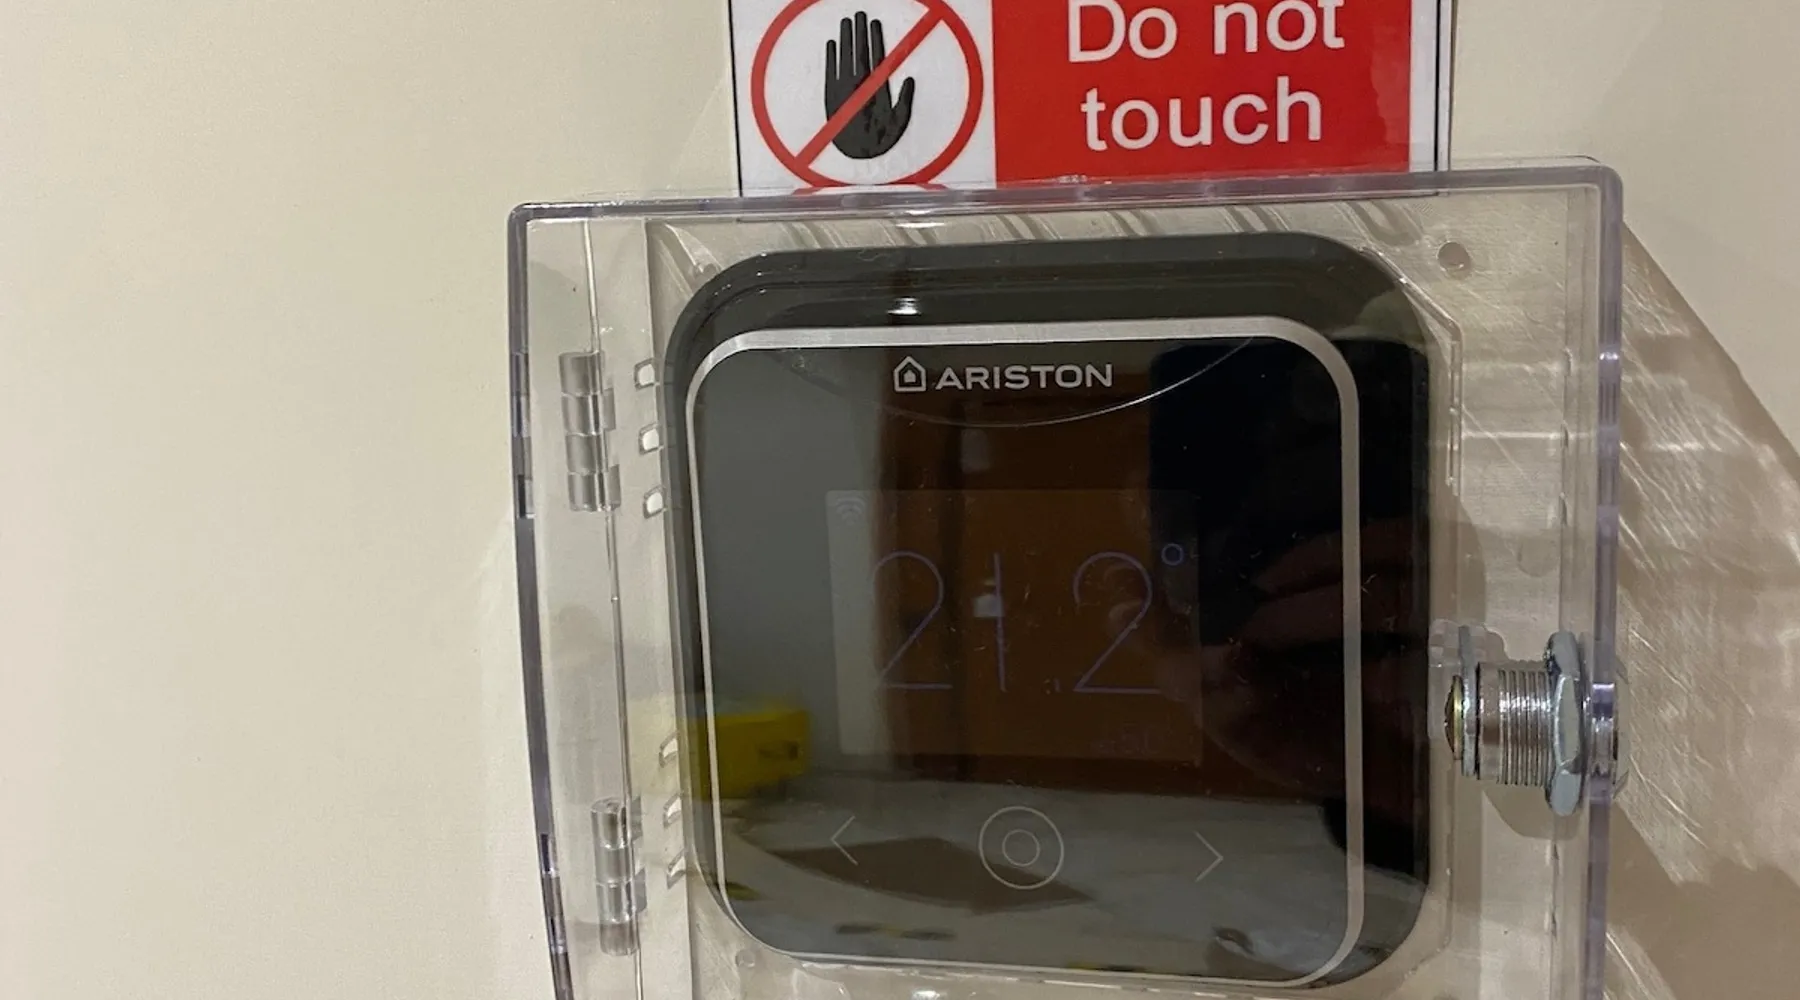 Do not
touch
ARISTON
21.2°